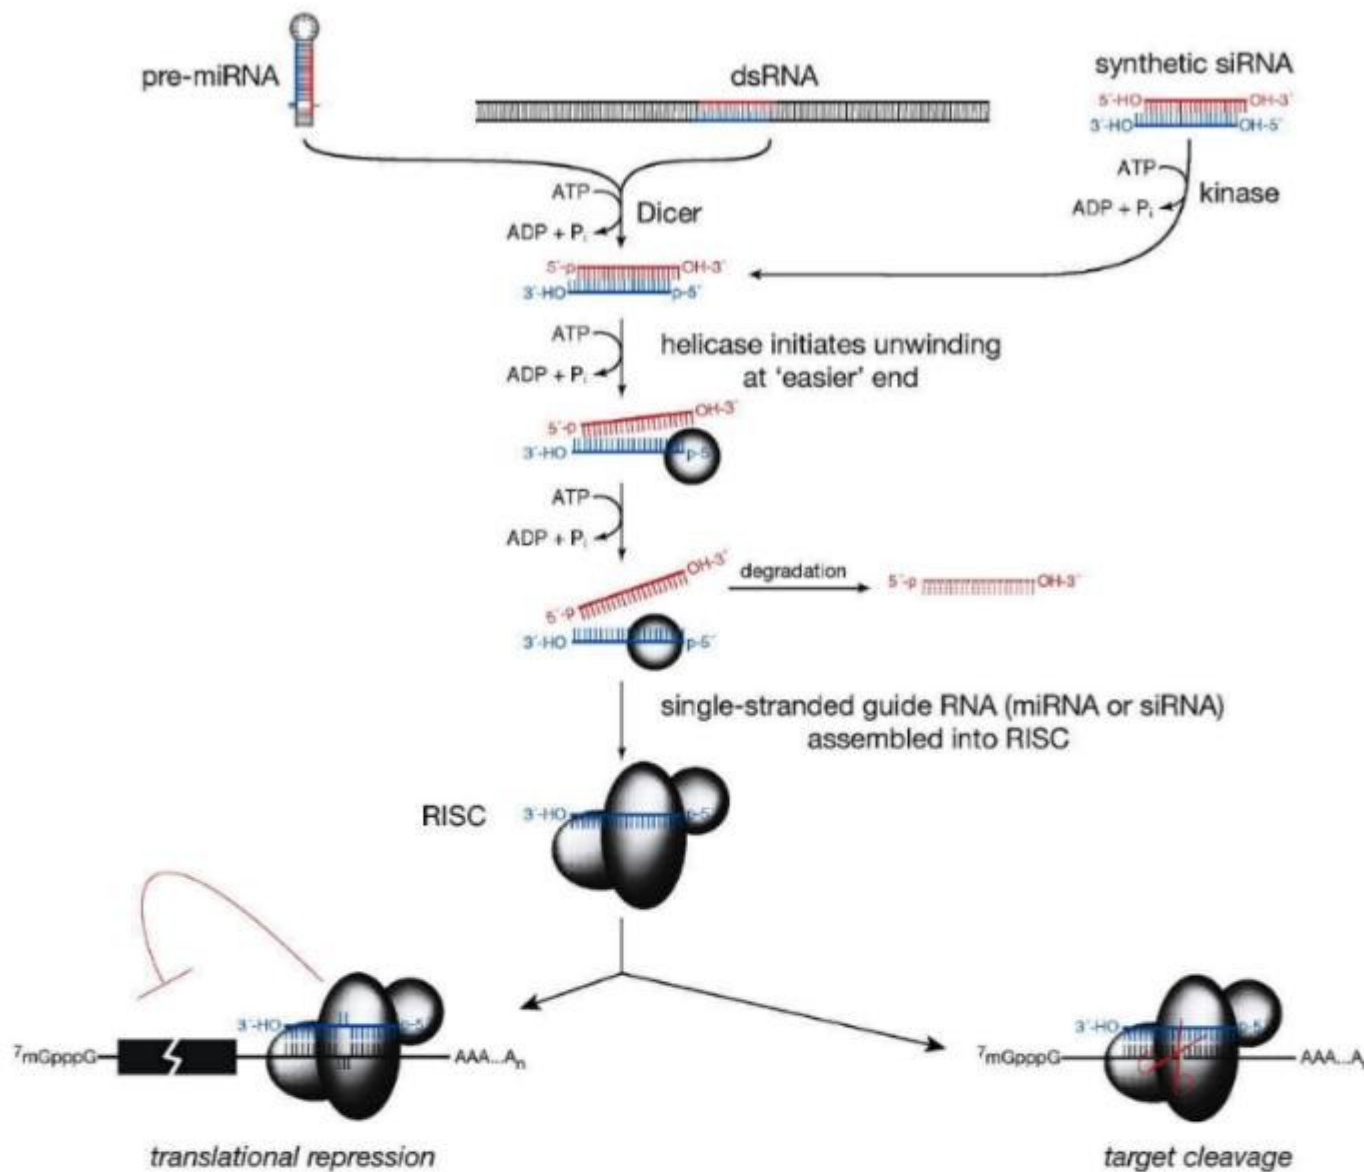 pre-miRNA
dsRNA
synthetic siRNA
5´-HO OH-3´
3´-HO OH-5´
ATP
ADP + Pi
Dicer
ATP
ADP + Pi
kinase
5´-p OH-3´
3´-HO p-5´
ATP
ADP + Pi
helicase initiates unwinding
at ‘easier’ end
5´-p OH-3´
3´-HO p-5´
ATP
ADP + Pi
5´-p OH-3´
degradation
5´-p OH-3´
3´-HO p-5´
single-stranded guide RNA (miRNA or siRNA)
assembled into RISC
RISC
3´-HO p-5´
3´-HO p-5´
7mGpppG AAA...An
translational repression
3´-HO p-5´
7mGpppG AAA...A
target cleavage